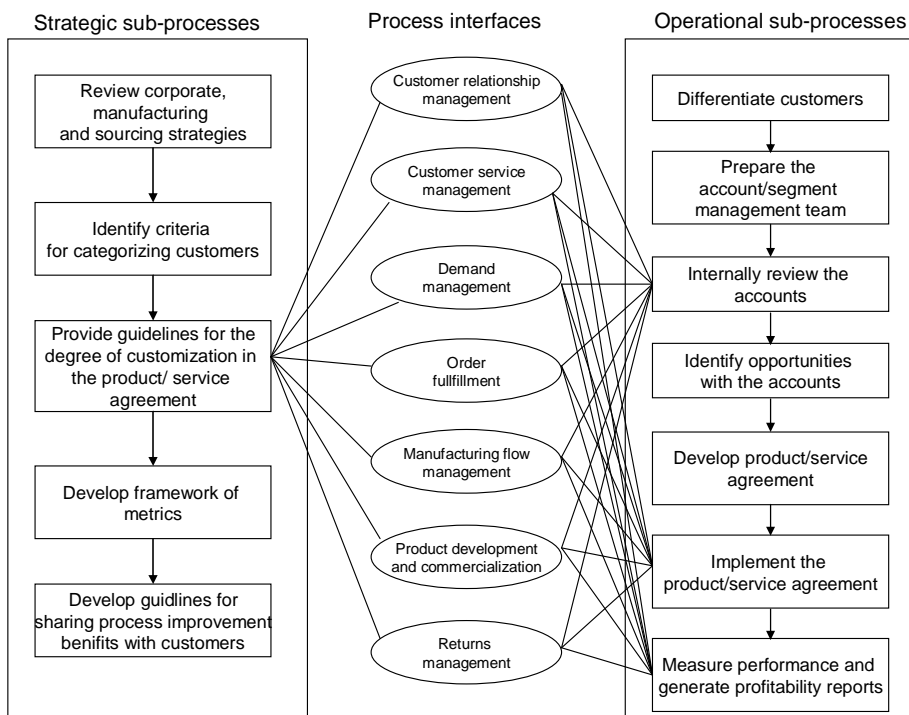 Strategic sub-processes
Review corporate,
manufacturing
and sourcing strategies
Identify criteria
for categorizing customers
Provide guidelines for the
degree of customization in
the product/ service
agreement
Develop framework of
metrics
Develop guidlines for
sharing process improvement
benifits with customers
Process interfaces
Customer relationship
management
Customer service
management
Demand
management
Order
fullfillment
Manufacturing flow
management
Product development
and commercialization
Returns
management
Operational sub-processes
Differentiate customers
Prepare the
account/segment
management team
Internally review the
accounts
Identify opportunities
with the accounts
Develop product/service
agreement
Implement the
product/service agreement
Measure performance and
generate profitability reports